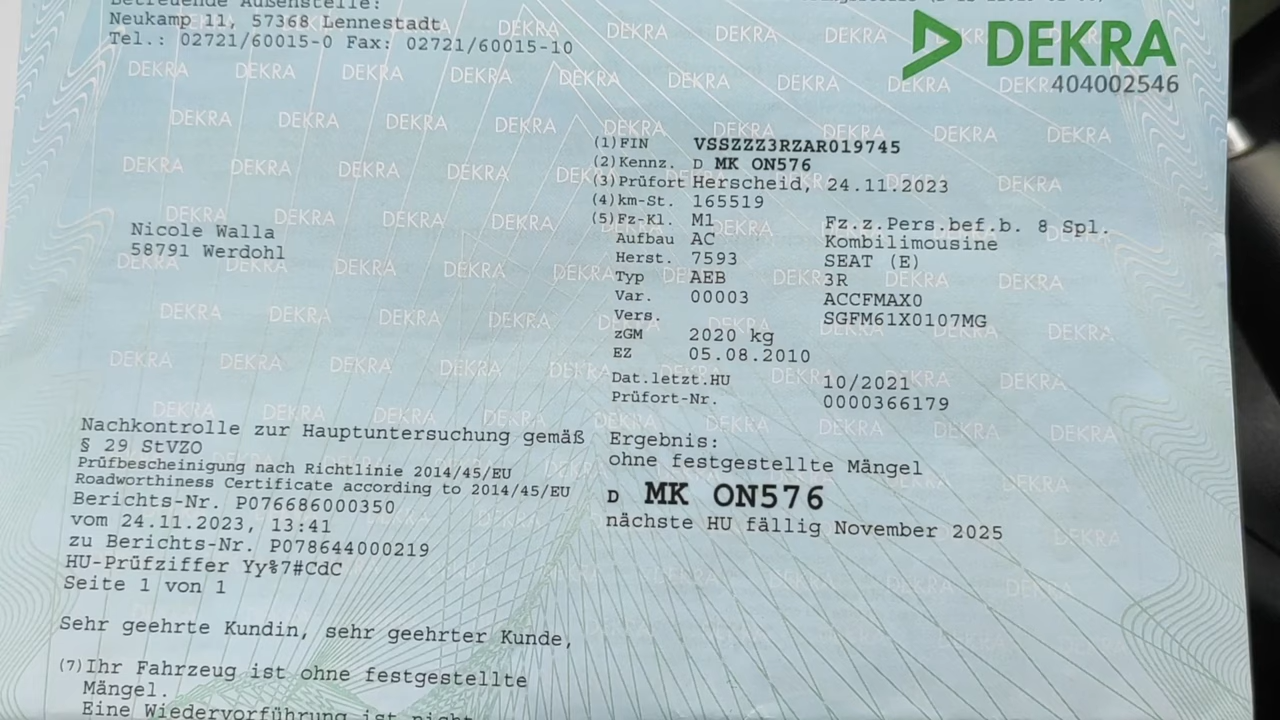 Betreuende Außenstelle:
Neukamp 11, 57368 Lennestadt
Tel.: 02721/60015-0 Fax: 02721/60015-10
DEKRA
404002546
(1) FIN VSSZZZ3RZAR019745
(2) Kennz. D MK ON576
(3) Prüfort Herscheid, 24.11.2023
(4) km-St. 165519
(5) Fz-Kl. M1 Fz.z.Pers.bef.b. 8 Spl.
Aufbau AC Kombilimousine
Herst. 7593 SEAT (E)
Typ AEB 3R
Var. 00003 ACCFMAX0
Vers. SGFM61X0107MG
zGM 2020 kg
EZ 05.08.2010
Dat.letzt.HU 10/2021
Prüfort-Nr. 0000366179
Nicole Walla
58791 Werdohl
Nachkontrolle zur Hauptuntersuchung gemäß
§ 29 StVZO
Prüfbescheinigung nach Richtlinie 2014/45/EU
Roadworthiness Certificate according to 2014/45/EU
Berichts-Nr. P076686000350
vom 24.11.2023, 13:41
zu Berichts-Nr. P078644000219
HU-Prüfziffer Yy%7#CdC
Seite 1 von 1
Ergebnis:
ohne festgestellte Mängel
D MK ON576
nächste HU fällig November 2025
Sehr geehrte Kundin, sehr geehrter Kunde,
(7) Ihr Fahrzeug ist ohne festgestellte
Mängel.
Eine Wiedervorführung ist nicht